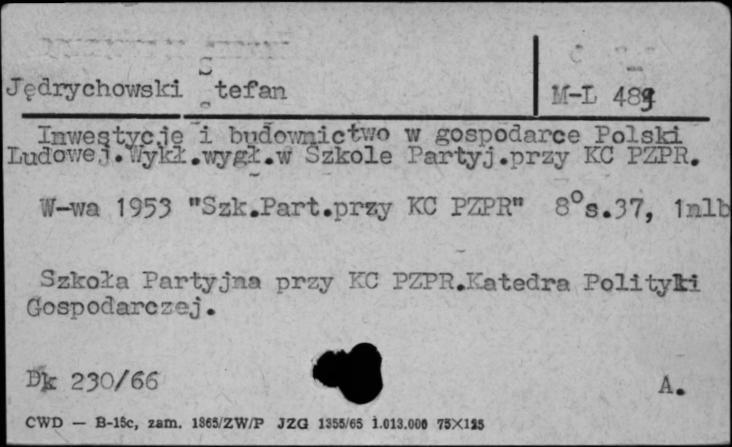 Jędrychowski Stefan
M-L 489
Inwestycje i budownictwo w gospodarce Polski
Ludowej.Wykł.wygł.w Szkole Partyj.przy KC PZPR.
W-wa 1953 "Szk.Part.przy KC PZPR" 8°s.37, 1nlb
Szkoła Partyjna przy KC PZPR.Katedra Polityki
Gospodarczej.
Dk 230/66
A.
CWD — B-15c, zam. 1865/ZW/P JZG 1355/65 1.013.000 75×125